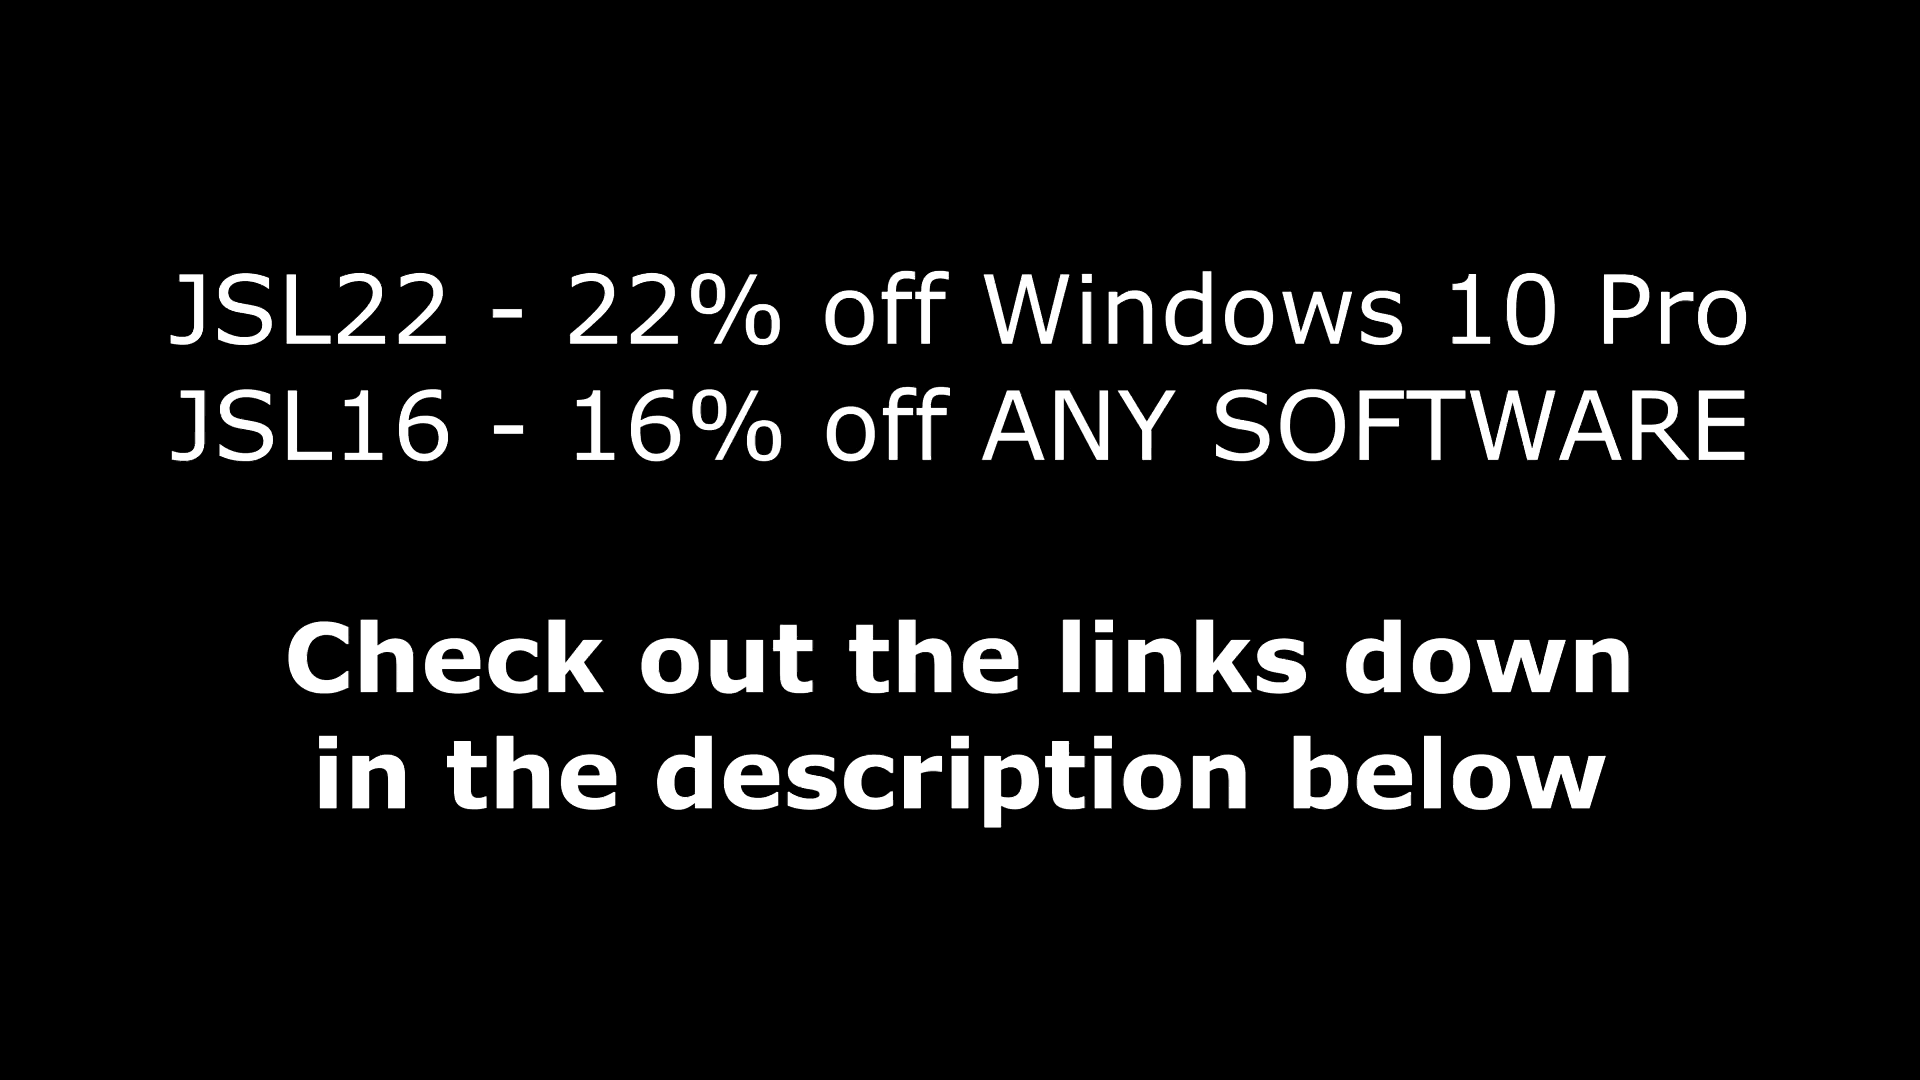 JSL22 - 22% off Windows 10 Pro
JSL16 - 16% off ANY SOFTWARE
Check out the links down
in the description below